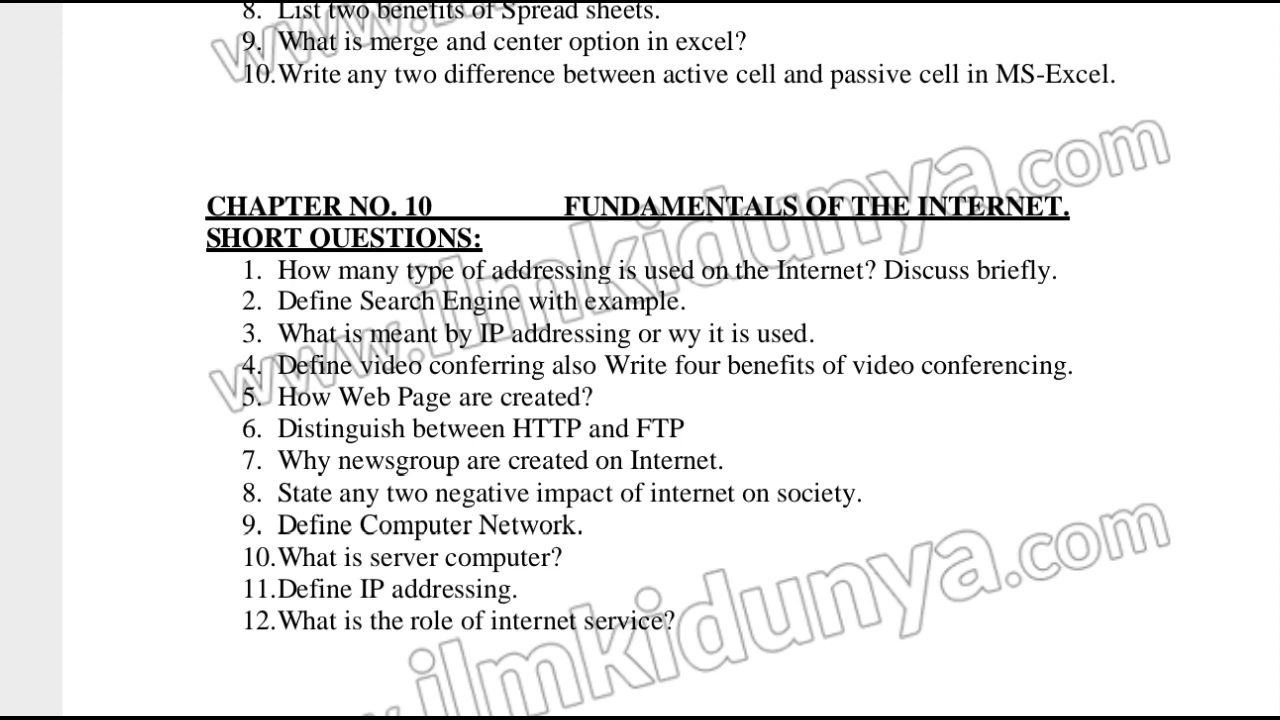 8. List two benefits of Spread sheets.
9. What is merge and center option in excel?
10.Write any two difference between active cell and passive cell in MS-Excel.
CHAPTER NO. 10 FUNDAMENTALS OF THE INTERNET.
SHORT QUESTIONS:
1. How many type of addressing is used on the Internet? Discuss briefly.
2. Define Search Engine with example.
3. What is meant by IP addressing or wy it is used.
4. Define video conferring also Write four benefits of video conferencing.
5. How Web Page are created?
6. Distinguish between HTTP and FTP
7. Why newsgroup are created on Internet.
8. State any two negative impact of internet on society.
9. Define Computer Network.
10.What is server computer?
11.Define IP addressing.
12.What is the role of internet service?
www.ilmkidunya.com
.ilmkidunya.com